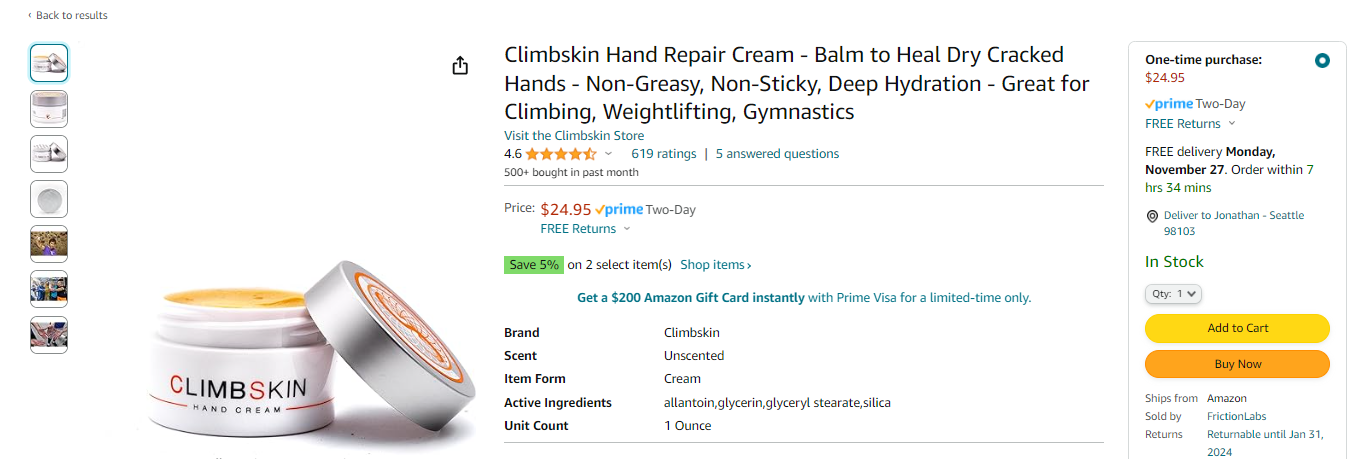 ‹ Back to results
Climbskin Hand Repair Cream - Balm to Heal Dry Cracked
Hands - Non-Greasy, Non-Sticky, Deep Hydration - Great for
Climbing, Weightlifting, Gymnastics
Visit the Climbskin Store
4.6 619 ratings | 5 answered questions
500+ bought in past month
Price: $24.95 prime Two-Day
FREE Returns
Save 5% on 2 select item(s) Shop items ›
Get a $200 Amazon Gift Card instantly with Prime Visa for a limited-time only.
Brand Climbskin
Scent Unscented
Item Form Cream
Active Ingredients allantoin,glycerin,glyceryl stearate,silica
Unit Count 1 Ounce
CLIMBSKIN
HAND CREAM
One-time purchase:
$24.95
prime Two-Day
FREE Returns
FREE delivery Monday,
November 27. Order within 7
hrs 34 mins
Deliver to Jonathan - Seattle
98103
In Stock
Qty: 1
Add to Cart
Buy Now
Ships from Amazon
Sold by FrictionLabs
Returns Returnable until Jan 31,
2024